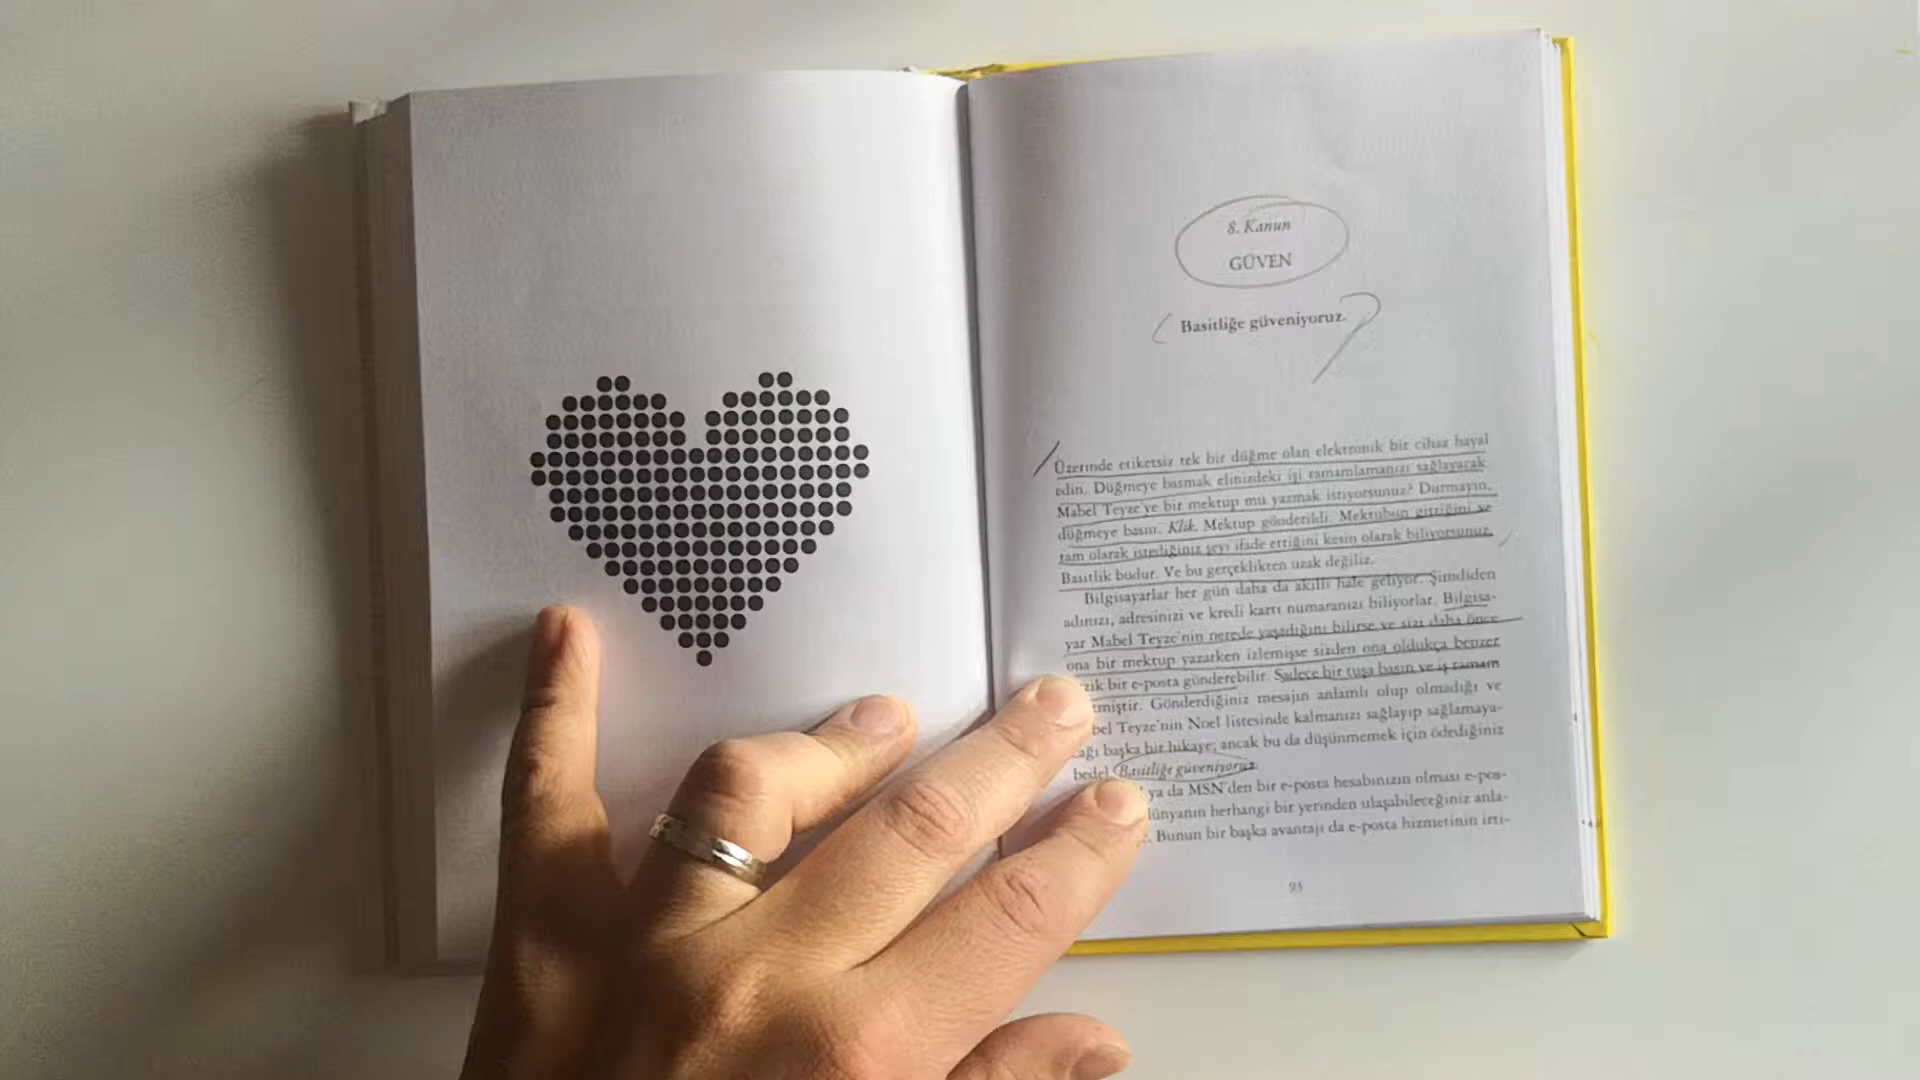 8. Kanun
GÜVEN
Basitliğe güveniyoruz.
Üzerinde etiketsiz tek bir düğme olan elektronik bir cihaz hayal
edin. Düğmeye basmak elinizdeki işi tamamlamanızı sağlayacak.
Mabel Teyze'ye bir mektup mu yazmak istiyorsunuz? Durmayın,
düğmeye basın. Klik. Mektup gönderildi. Mektubun gittiğini ve
tam olarak istediğiniz şeyi ifade ettiğini kesin olarak biliyorsunuz.
Basitlik budur. Ve bu gerçeklikten uzak değiliz.
Bilgisayarlar her gün daha da akıllı hale geliyor. Şimdiden
adınızı, adresinizi ve kredi kartı numaranızı biliyorlar. Bilgisa-
yar Mabel Teyze'nin nerede yaşadığını bilirse ve sizi daha önce
ona bir mektup yazarken izlemişse sizden ona oldukça benzer
zik bir e-posta gönderebilir. Sadece bir tuşa basın ve iş tamam
miştir. Gönderdiğiniz mesajın anlamlı olup olmadığı ve
bel Teyze'nin Noel listesinde kalmanızı sağlayıp sağlamaya-
ağı başka bir hikaye; ancak bu da düşünmemek için ödediğiniz
bedel. Basitliğe güveniyoruz.
ya da MSN'den bir e-posta hesabınızın olması e-pos-
dünyanın herhangi bir yerinden ulaşabileceğiniz anla-
Bunun bir başka avantajı da e-posta hizmetinin irti-
93